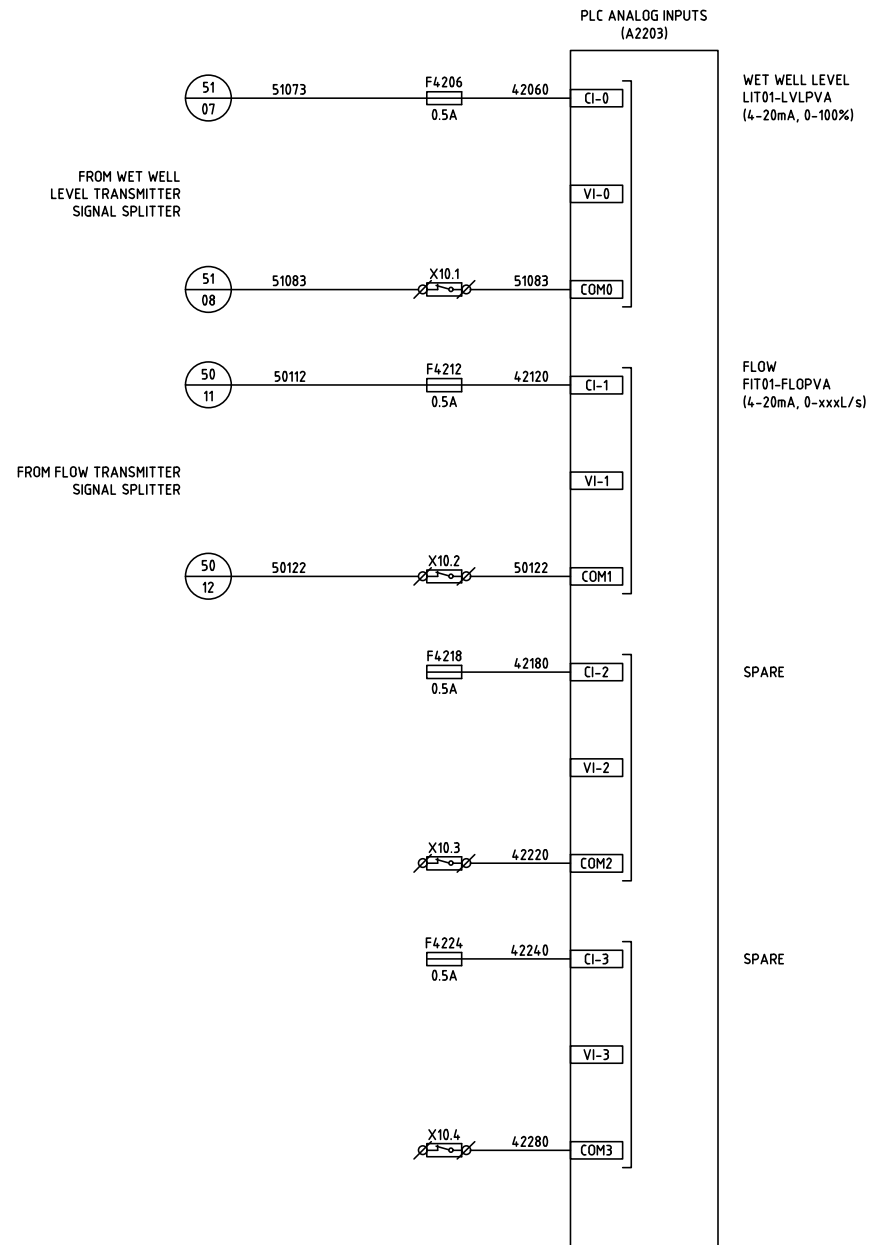 PLC ANALOG INPUTS
(A2203)
51
07
51073
F4206
0.5A
42060
CI-0
WET WELL LEVEL
LIT01-LVLPVA
(4-20mA, 0-100%)
FROM WET WELL
LEVEL TRANSMITTER
SIGNAL SPLITTER
VI-0
51
08
51083
X10.1
51083
COM0
50
11
50112
F4212
0.5A
42120
CI-1
FLOW
FIT01-FLOPVA
(4-20mA, 0-xxxL/s)
FROM FLOW TRANSMITTER
SIGNAL SPLITTER
VI-1
50
12
50122
X10.2
50122
COM1
F4218
0.5A
42180
CI-2
SPARE
VI-2
X10.3
42220
COM2
F4224
0.5A
42240
CI-3
SPARE
VI-3
X10.4
42280
COM3